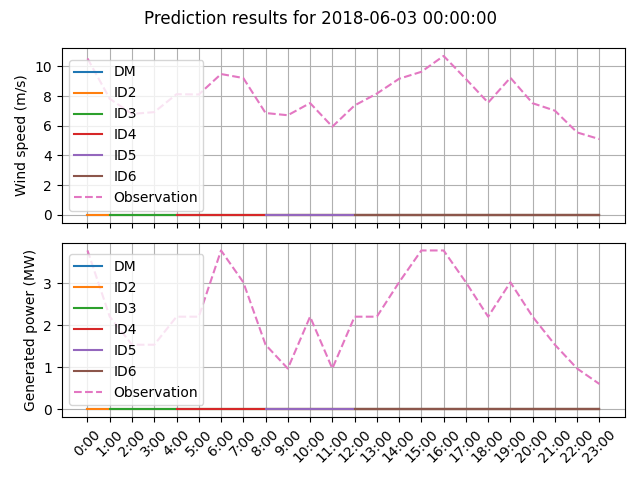 Prediction results for 2018-06-03 00:00:00
Wind speed (m/s)
10
8
6
4
2
0
DM
ID2
ID3
ID4
ID5
ID6
Observation
Generated power (MW)
3
2
1
0
DM
ID2
ID3
ID4
ID5
ID6
Observation
0:00 1:00 2:00 3:00 4:00 5:00 6:00 7:00 8:00 9:00 10:00 11:00 12:00 13:00 14:00 15:00 16:00 17:00 18:00 19:00 20:00 21:00 22:00 23:00